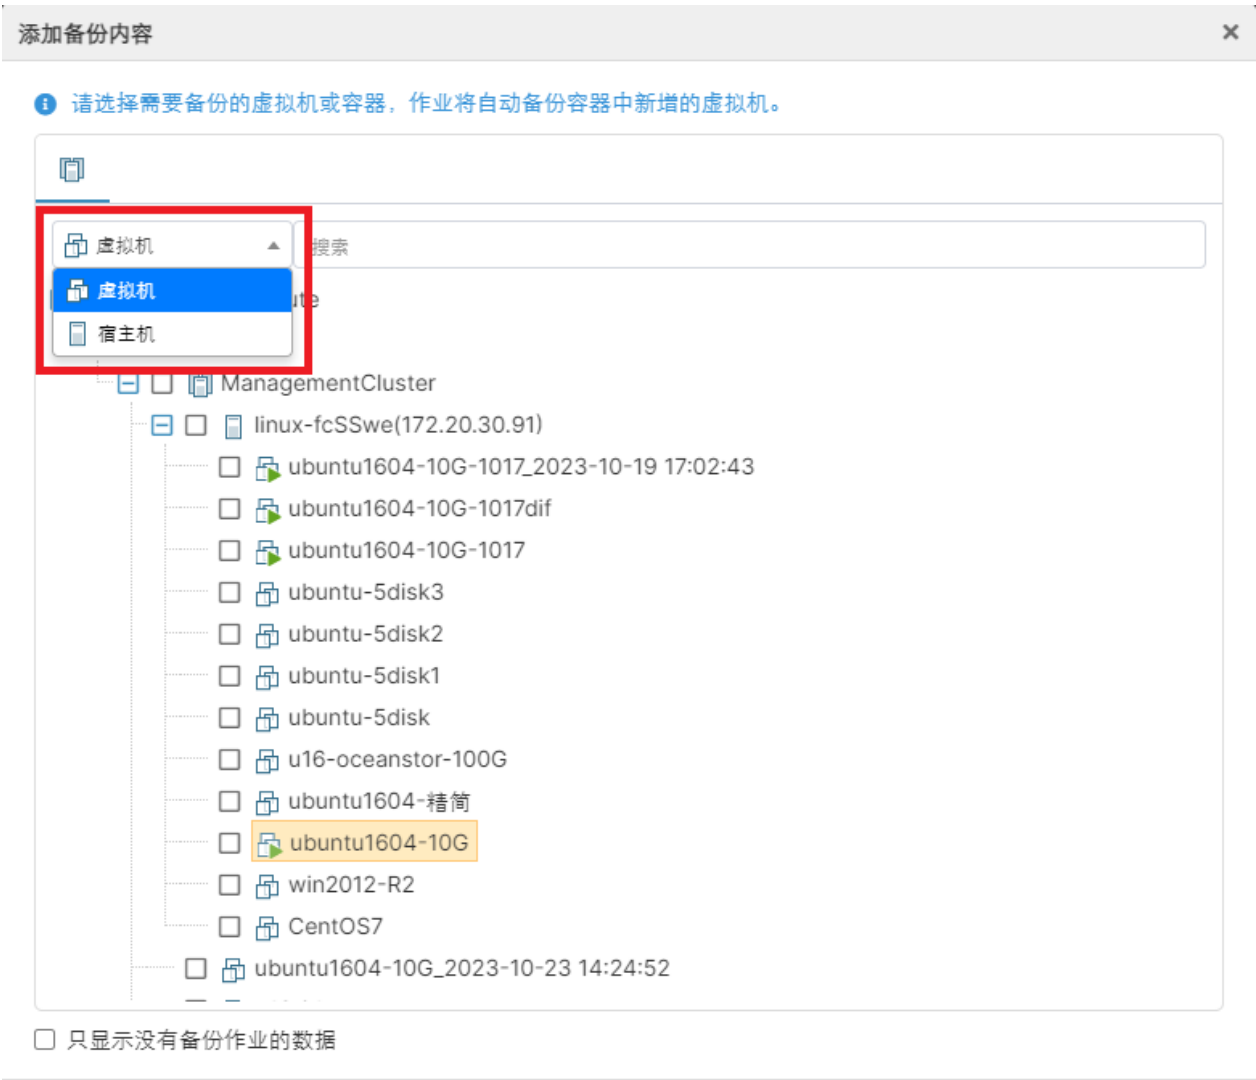 添加备份内容
请选择需要备份的虚拟机或容器，作业将自动备份容器中新增的虚拟机。
虚拟机
搜索
虚拟机
宿主机
ManagementCluster
linux-fcSSwe(172.20.30.91)
ubuntu1604-10G-1017_2023-10-19 17:02:43
ubuntu1604-10G-1017dif
ubuntu1604-10G-1017
ubuntu-5disk3
ubuntu-5disk2
ubuntu-5disk1
ubuntu-5disk
u16-oceanstor-100G
ubuntu1604-精简
ubuntu1604-10G
win2012-R2
CentOS7
ubuntu1604-10G_2023-10-23 14:24:52
只显示没有备份作业的数据